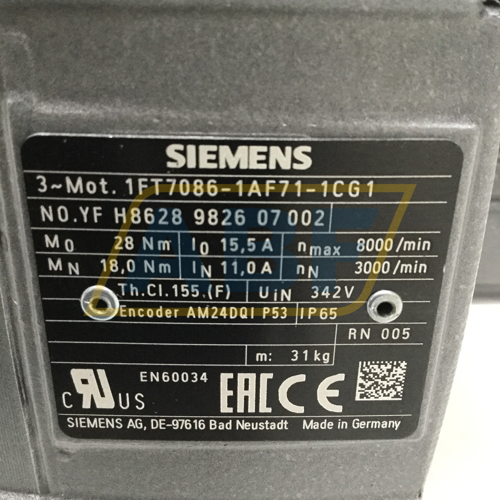 SIEMENS
3~Mot. 1FT7086-1AF71-1CG1
NO.YF H8628 9826 07 002
M0 28 Nm I0 15,5A nmax 8000/min
MN 18,0 Nm IN 11,0 A nN 3000/min
Th.Cl.155.(F) UIN 342V
Encoder AM24DQI P53 IP65
RN 005
m: 31kg
EN60034
C RU US EAC CE
SIEMENS AG, DE-97616 Bad Neustadt Made in Germany